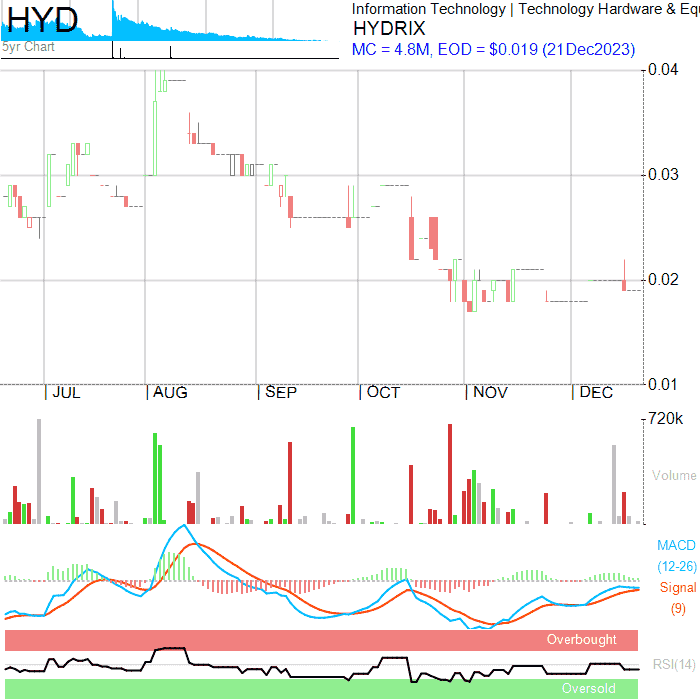 HYD
5yr Chart
Information Technology | Technology Hardware & Equ
HYDRIX
MC = 4.8M, EOD = $0.019 (21Dec2023)
0.04
0.03
0.02
0.01
| JUL | AUG | SEP | OCT | NOV | DEC
720k
Volume
MACD
(12-26)
Signal
(9)
Overbought
RSI(14)
Oversold